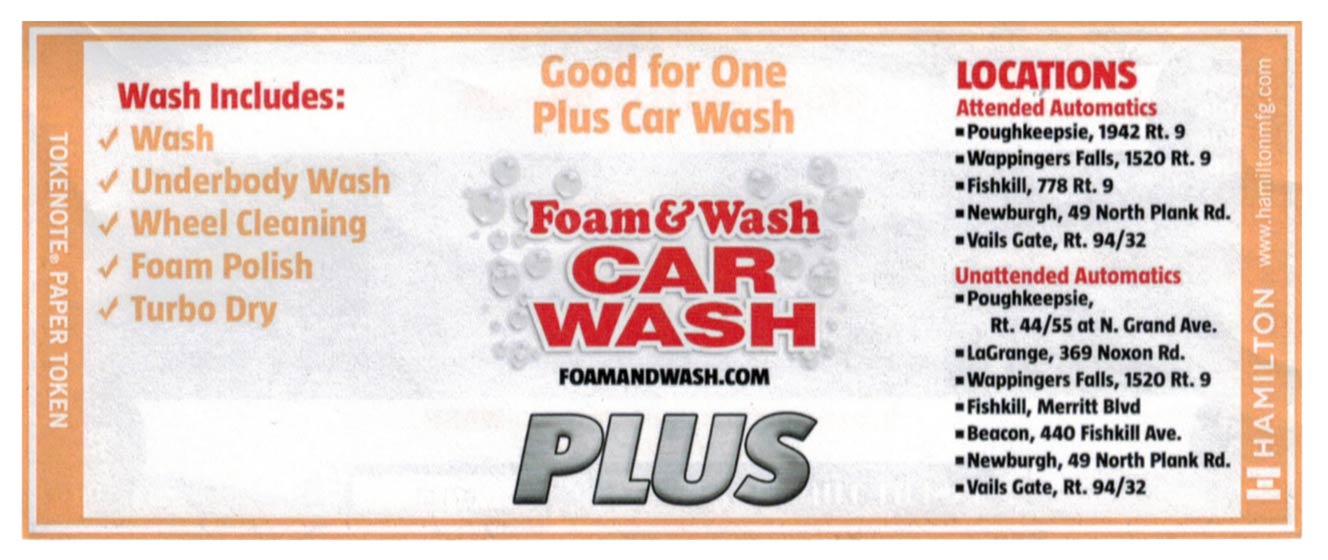 TOKENOTE® PAPER TOKEN
Wash Includes:
✓ Wash
✓ Underbody Wash
✓ Wheel Cleaning
✓ Foam Polish
✓ Turbo Dry
Good for One
Plus Car Wash
Foam & Wash
CAR
WASH
FOAMANDWASH.COM
PLUS
LOCATIONS
Attended Automatics
▪ Poughkeepsie, 1942 Rt. 9
▪ Wappingers Falls, 1520 Rt. 9
▪ Fishkill, 778 Rt. 9
▪ Newburgh, 49 North Plank Rd.
▪ Vails Gate, Rt. 94/32
Unattended Automatics
▪ Poughkeepsie,
Rt. 44/55 at N. Grand Ave.
▪ LaGrange, 369 Noxon Rd.
▪ Wappingers Falls, 1520 Rt. 9
▪ Fishkill, Merritt Blvd
▪ Beacon, 440 Fishkill Ave.
▪ Newburgh, 49 North Plank Rd.
▪ Vails Gate, Rt. 94/32
HAMILTON www.hamiltonmfg.com